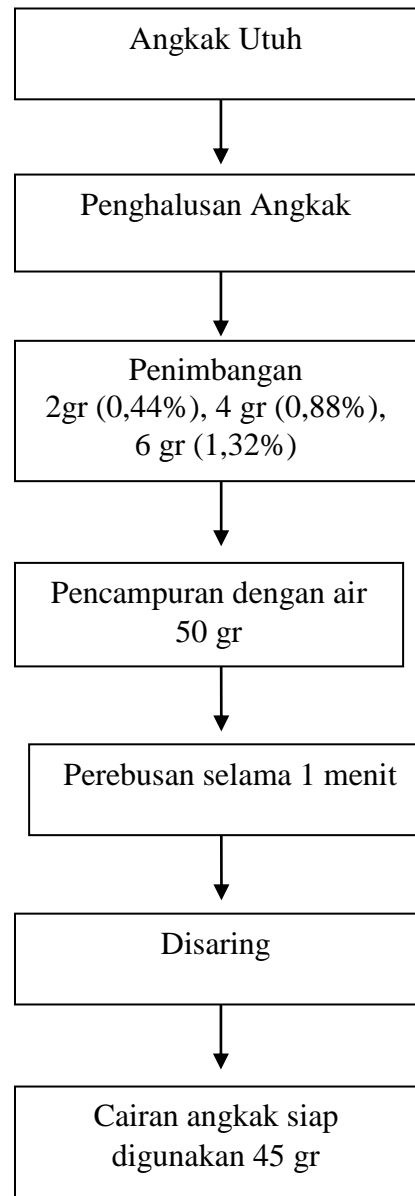 Angkak Utuh
Penghalusan Angkak
Penimbangan
2gr (0,44%), 4 gr (0,88%),
6 gr (1,32%)
Pencampuran dengan air
50 gr
Perebusan selama 1 menit
Disaring
Cairan angkak siap
digunakan 45 gr